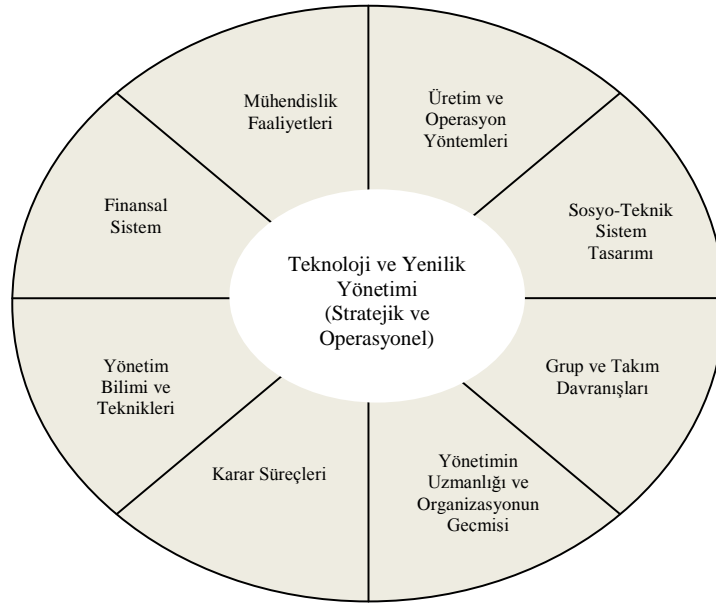 Mühendislik
Faaliyetleri
Üretim ve
Operasyon
Yöntemleri
Finansal
Sistem
Sosyo-Teknik
Sistem
Tasarımı
Teknoloji ve Yenilik
Yönetimi
(Stratejik ve
Operasyonel)
Yönetim
Bilimi ve
Teknikleri
Grup ve Takım
Davranışları
Karar Süreçleri
Yönetimin
Uzmanlığı ve
Organizasyonun
Geçmisi